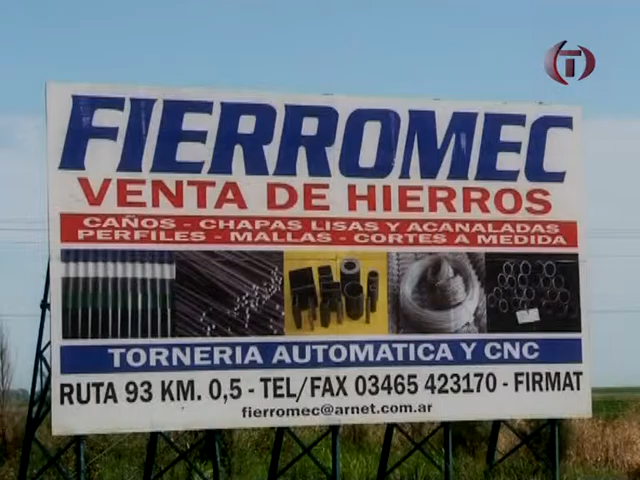 T
FIERROMEC
VENTA DE HIERROS
CAÑOS - CHAPAS LISAS Y ACANALADAS
PERFILES - MALLAS - CORTES A MEDIDA
TORNERIA AUTOMATICA Y CNC
RUTA 93 KM. 0,5 - TEL/FAX 03465 423170 - FIRMAT
fierromec@arnet.com.ar